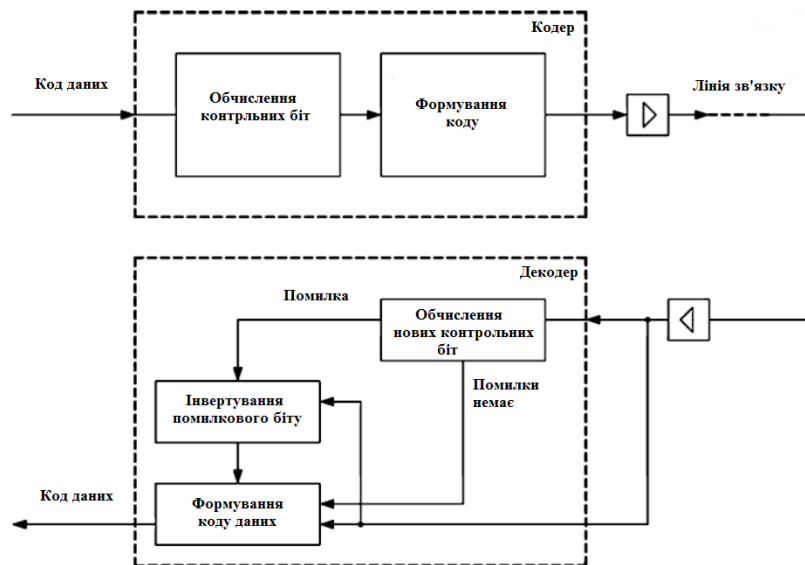 Кодер
Код даних
Обчислення
контрльних біт
Формування
коду
Лінія зв'язку
Декодер
Помилка
Обчислення
нових контрольних
біт
Помилки
немає
Інвертування
помилкового біту
Код даних
Формування
коду даних